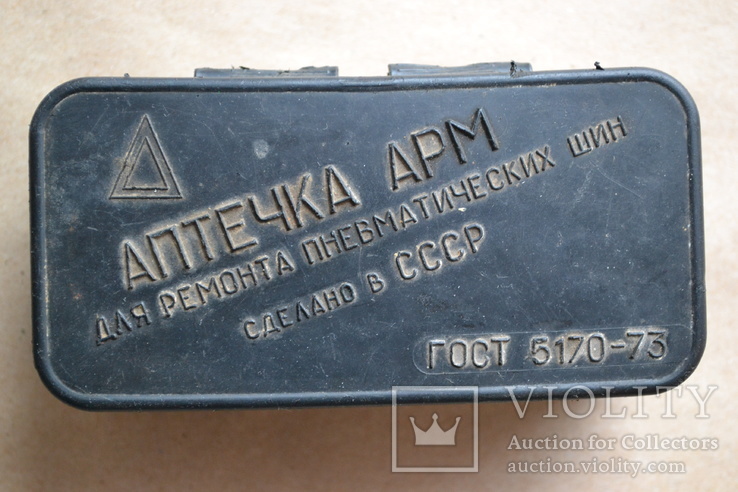 АПТЕЧКА АРМ
ДЛЯ РЕМОНТА ПНЕВМАТИЧЕСКИХ ШИН
СДЕЛАНО В СССР
ГОСТ 5170-73
VIOLITY
Auction for Collectors
auction.violity.com